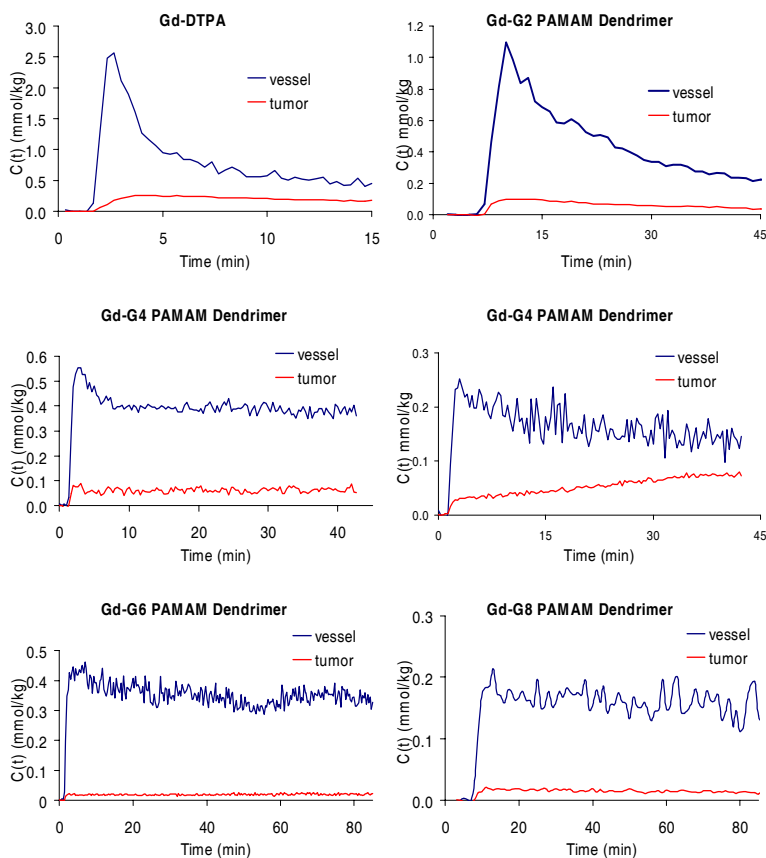 Gd-DTPA
C(t) (mmol/kg)
3.0
2.5
2.0
1.5
1.0
0.5
0.0
vessel
tumor
0
5
10
15
Time (min)
Gd-G2 PAMAM Dendrimer
C(t) mmol/kg)
1.2
1.0
0.8
0.6
0.4
0.2
0.0
vessel
tumor
0
15
30
45
Time (min)
Gd-G4 PAMAM Dendrimer
C(t) (mmol/kg)
0.6
0.5
0.4
0.3
0.2
0.1
0.0
vessel
tumor
0
10
20
30
40
Time (min)
Gd-G4 PAMAM Dendrimer
C(t) mmol/kg)
0.3
0.2
0.1
0.0
vessel
tumor
0
15
30
45
Time (min)
Gd-G6 PAMAM Dendrimer
C(t) (mmol/kg)
0.5
0.4
0.3
0.2
0.1
0
vessel
tumor
0
20
40
60
80
Time (min)
Gd-G8 PAMAM Dendrimer
C(t) (mmol/kg)
0.3
0.2
0.1
0.0
vessel
tumor
0
20
40
60
80
Time (min)